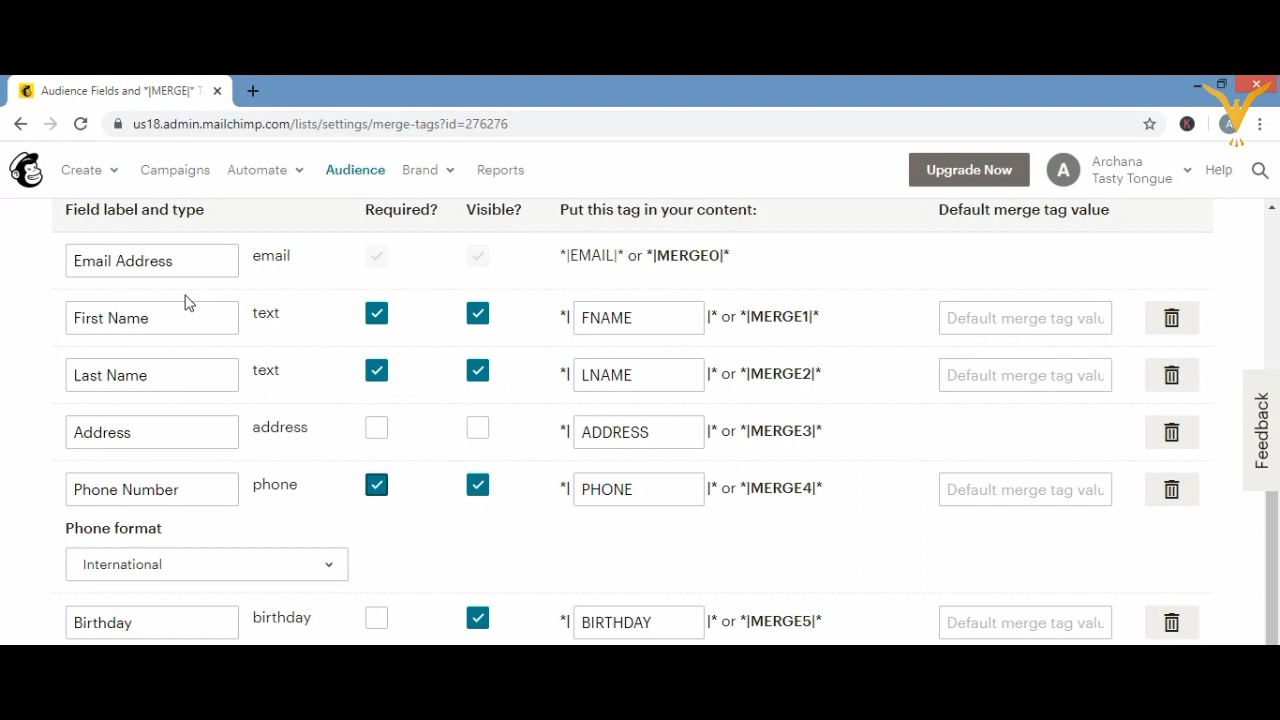 Audience Fields and *|MERGE|* T
us18.admin.mailchimp.com/lists/settings/merge-tags?id=276276
K
A
Create
Campaigns
Automate
Audience
Brand
Reports
Upgrade Now
A
Archana
Tasty Tongue
Help
Field label and type Required? Visible? Put this tag in your content: Default merge tag value
Email Address email *|EMAIL|* or *|MERGE0|*
First Name text *| FNAME |* or *|MERGE1|* Default merge tag valu
Last Name text *| LNAME |* or *|MERGE2|* Default merge tag valu
Address address *| ADDRESS |* or *|MERGE3|*
Phone Number phone *| PHONE |* or *|MERGE4|* Default merge tag valu
Phone format
International
Birthday birthday *| BIRTHDAY |* or *|MERGE5|* Default merge tag valu
Feedback